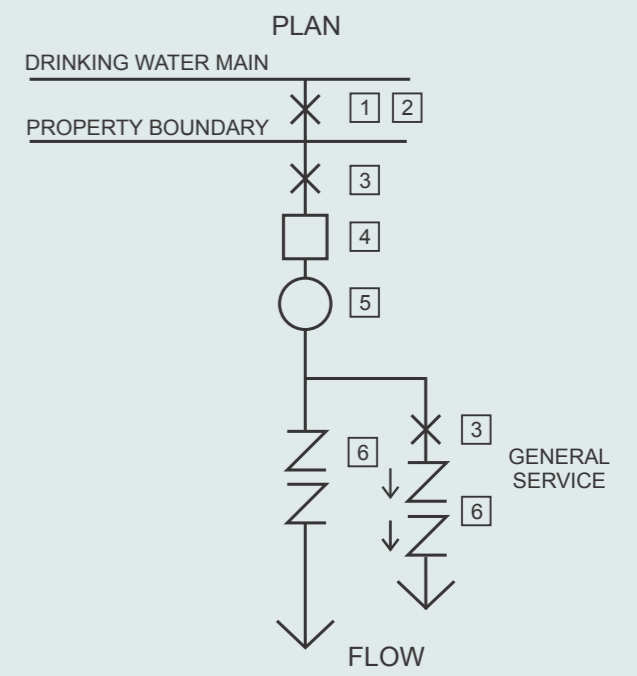 PLAN
DRINKING WATER MAIN
1 2
PROPERTY BOUNDARY
3
4
5
6
3
GENERAL
SERVICE
6
FLOW